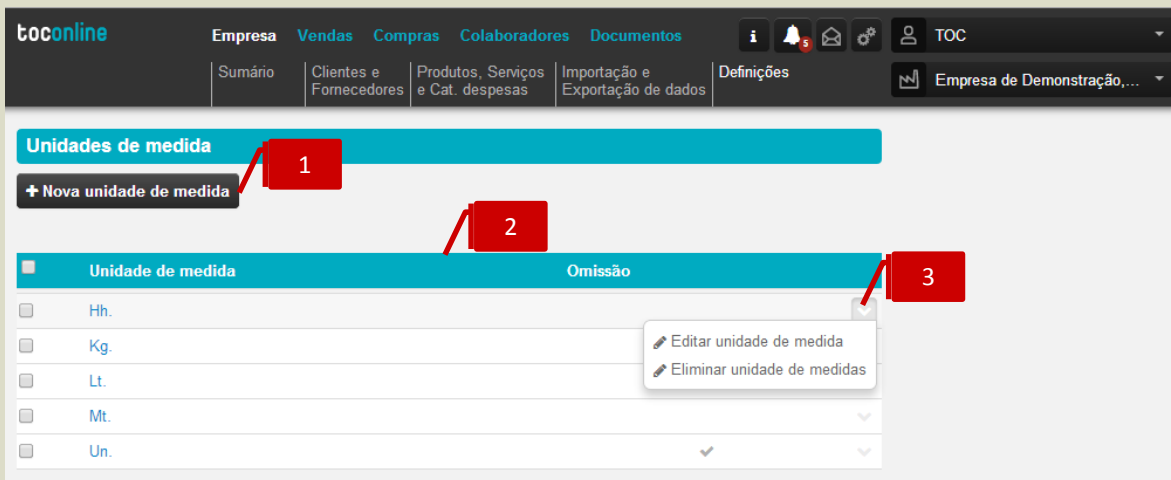 toconline
Empresa Vendas Compras Colaboradores Documentos
i 5 TOC
Sumário
Clientes e
Fornecedores
Produtos, Serviços
e Cat. despesas
Importação e
Exportação de dados
Definições
Empresa de Demonstração,...
Unidades de medida
1
+ Nova unidade de medida
2
Unidade de medida Omissão
3
Hh.
Editar unidade de medida
Kg.
Eliminar unidade de medidas
Lt.
Mt.
Un.